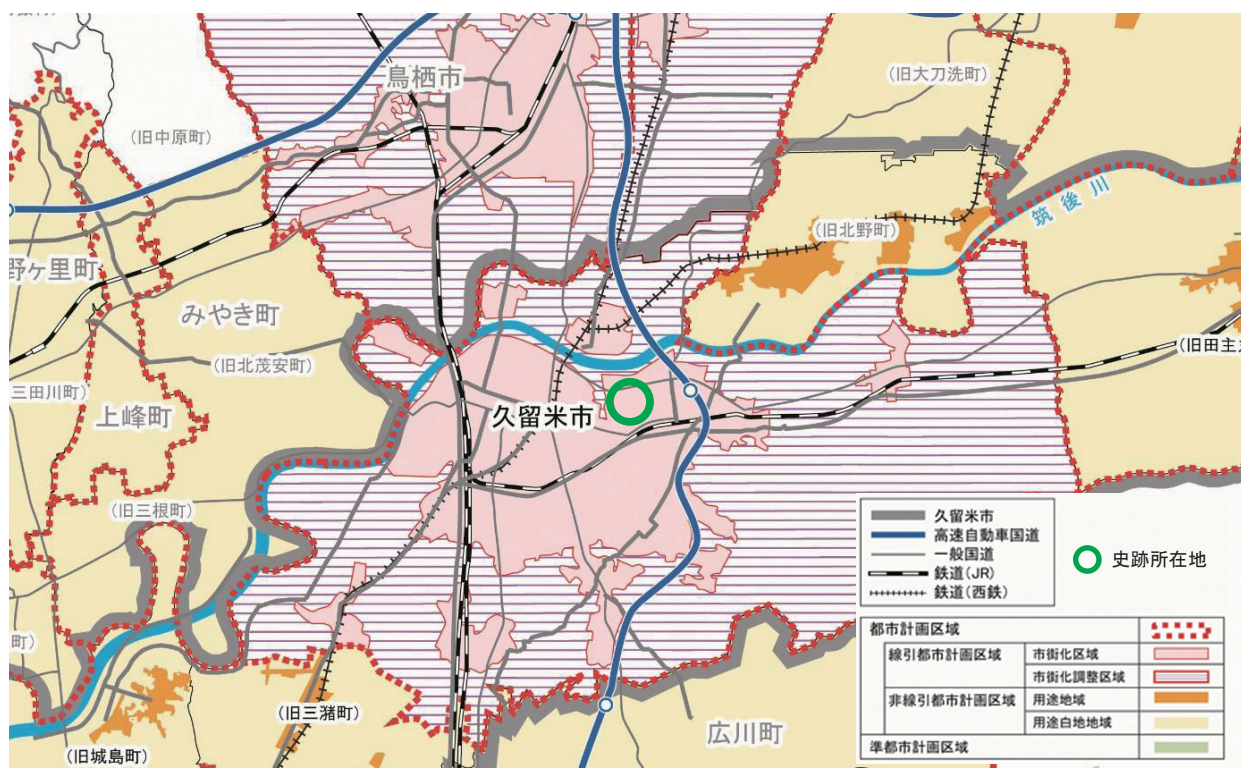 鳥栖市
(旧大刀洗町)
(旧中原町)
筑後川
(旧北野町)
野ヶ里町
みやき町
(旧北茂安町)
(旧田主丸
三田川町)
上峰町
久留米市
(旧三根町)
町)
(旧三潴町)
(旧城島町)
広川町
久留米市
高速自動車国道
一般国道
鉄道(JR)
鉄道(西鉄)
史跡所在地
都市計画区域
線引都市計画区域
市街化区域
市街化調整区域
非線引都市計画区域
用途地域
用途白地地域
準都市計画区域